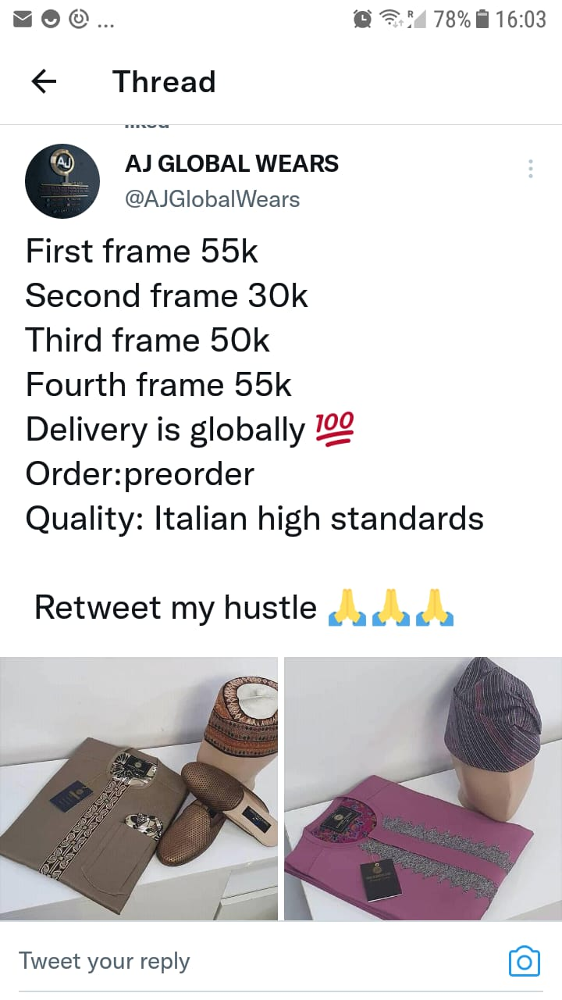 78% 16:03
Thread
AJ GLOBAL WEARS
@AJGlobalWears
First frame 55k
Second frame 30k
Third frame 50k
Fourth frame 55k
Delivery is globally 💯
Order:preorder
Quality: Italian high standards
Retweet my hustle 🙏🙏🙏
Tweet your reply